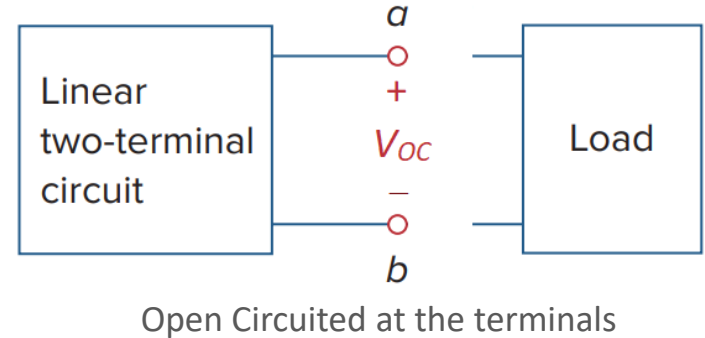 a
Linear
two-terminal
circuit
+
Voc
–
Load
b
Open Circuited at the terminals